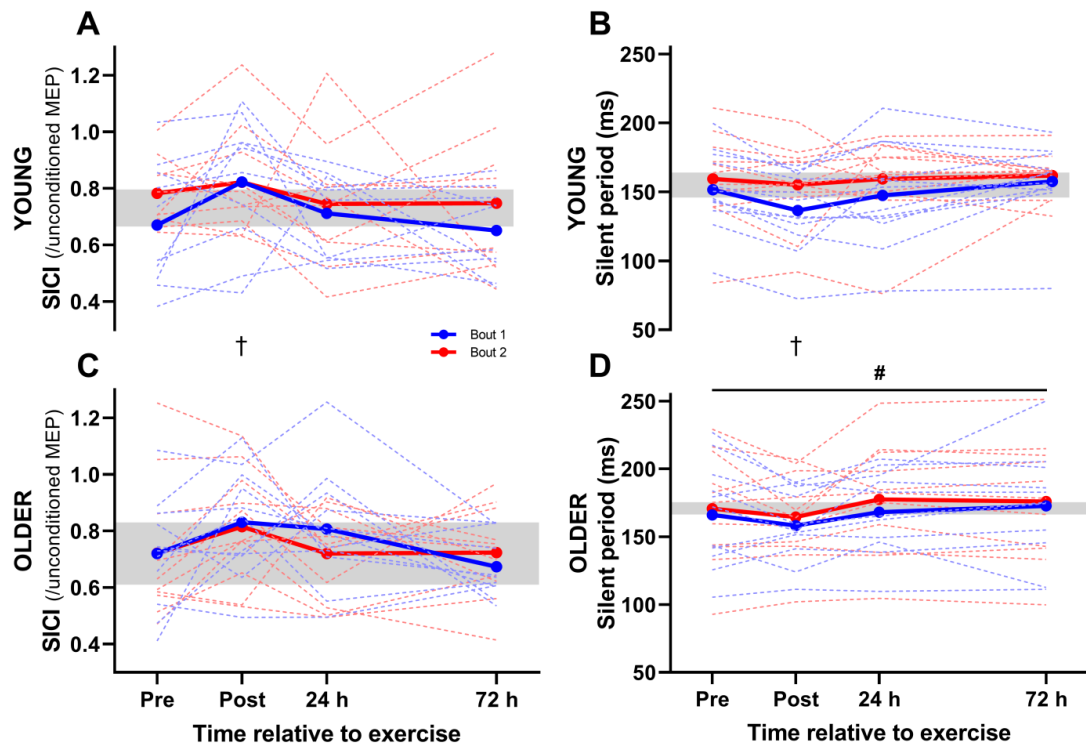 A
YOUNG
SICI (/unconditioned MEP)
1.2
1.0
0.8
0.6
0.4
†
Bout 1
Bout 2
B
YOUNG
Silent period (ms)
250
200
150
100
50
†
C
OLDER
SICI (/unconditioned MEP)
1.2
1.0
0.8
0.6
0.4
Pre Post 24 h 72 h
Time relative to exercise
D
#
OLDER
Silent period (ms)
250
200
150
100
50
Pre Post 24 h 72 h
Time relative to exercise